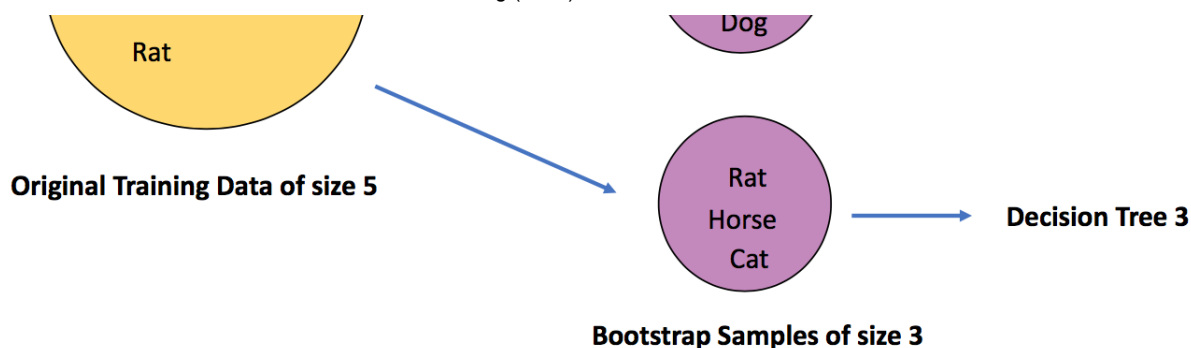 Rat
Dog
Original Training Data of size 5
Rat
Horse
Cat
Decision Tree 3
Bootstrap Samples of size 3